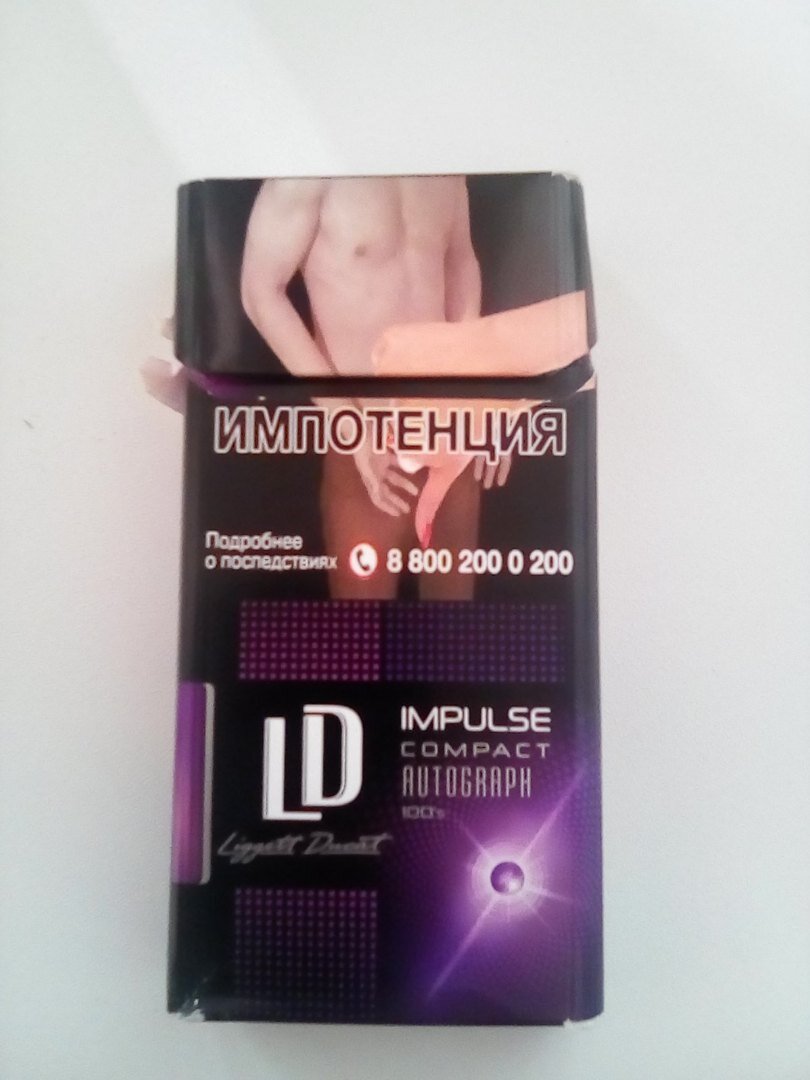 ИМПОТЕНЦИЯ
Подробнее
о последствиях 8 800 200 0 200
LD
Liggett Ducat
IMPULSE
COMPACT
AUTOGRAPH
100's